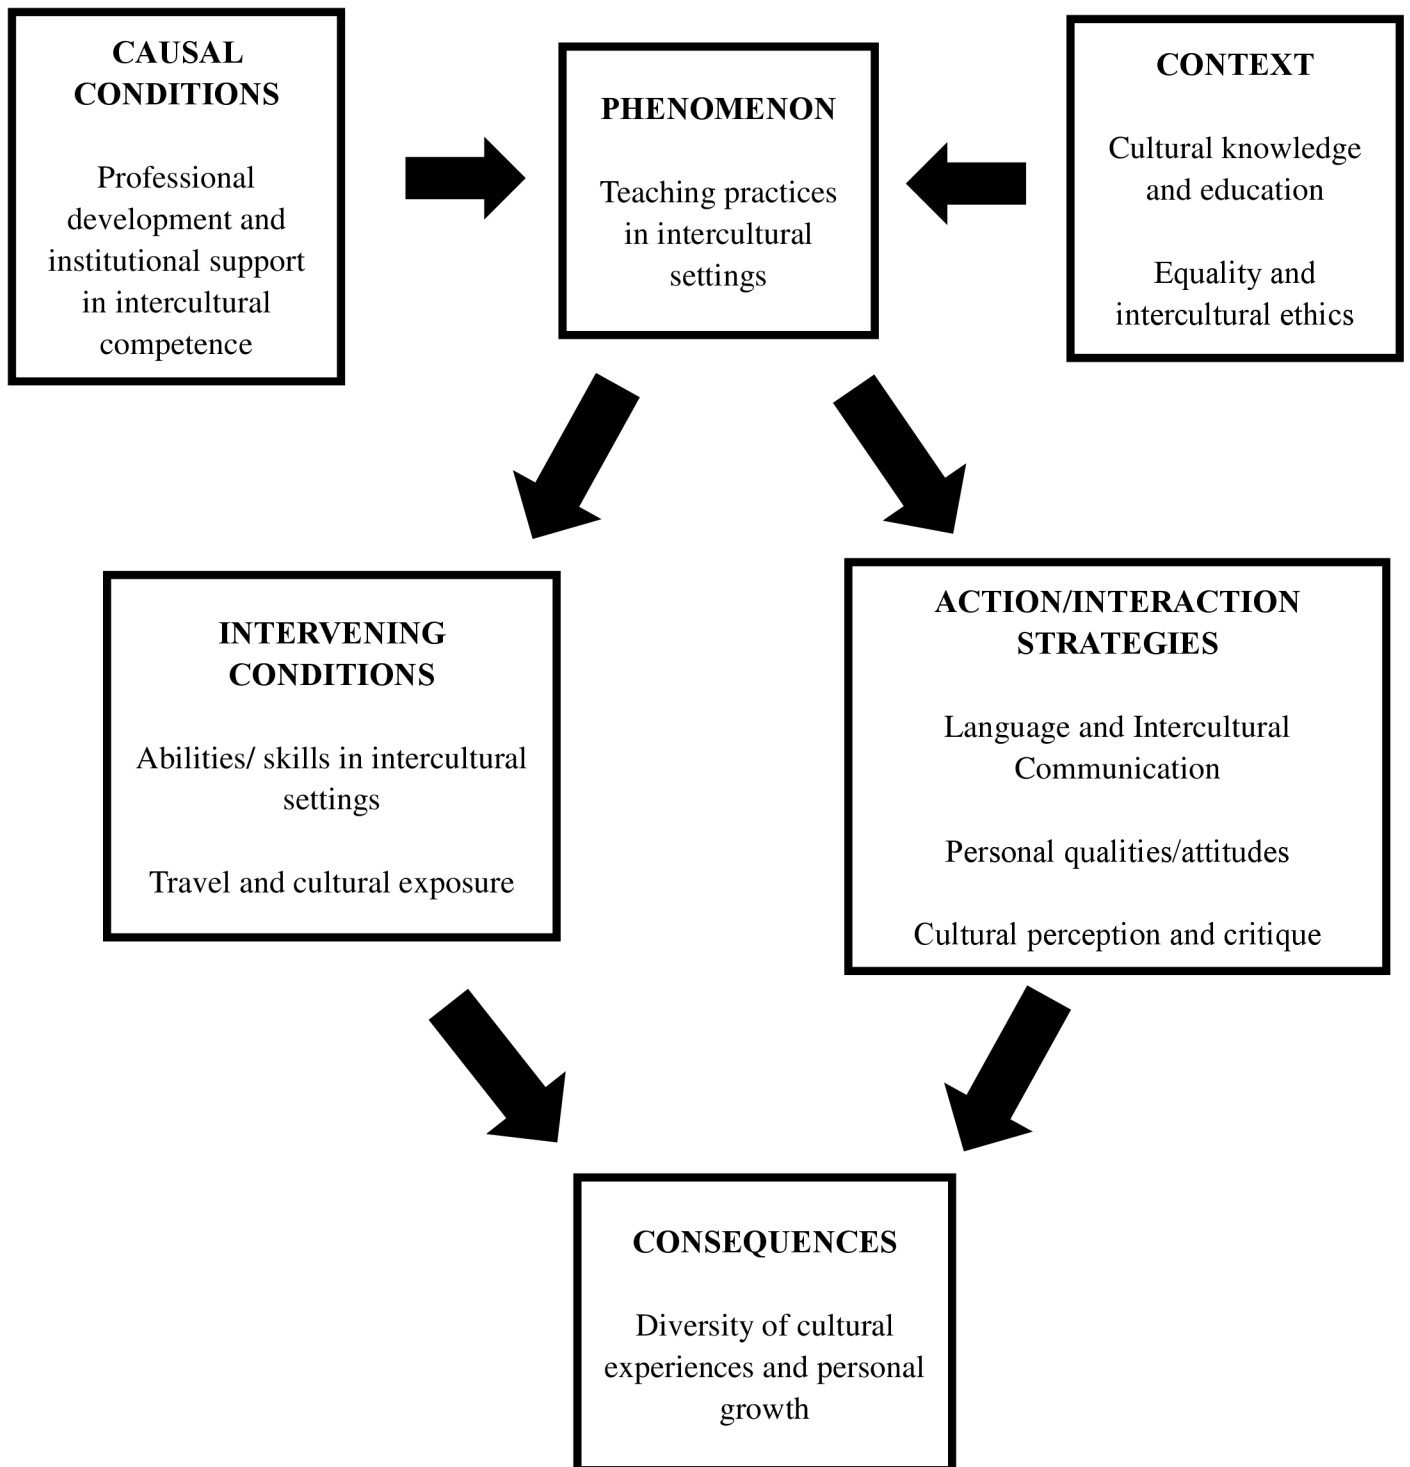 CAUSAL
CONDITIONS
Professional
development and
institutional support
in intercultural
competence
PHENOMENON
Teaching practices
in intercultural
settings
CONTEXT
Cultural knowledge
and education
Equality and
intercultural ethics
INTERVENING
CONDITIONS
Abilities/ skills in intercultural
settings
Travel and cultural exposure
ACTION/INTERACTION
STRATEGIES
Language and Intercultural
Communication
Personal qualities/attitudes
Cultural perception and critique
CONSEQUENCES
Diversity of cultural
experiences and personal
growth